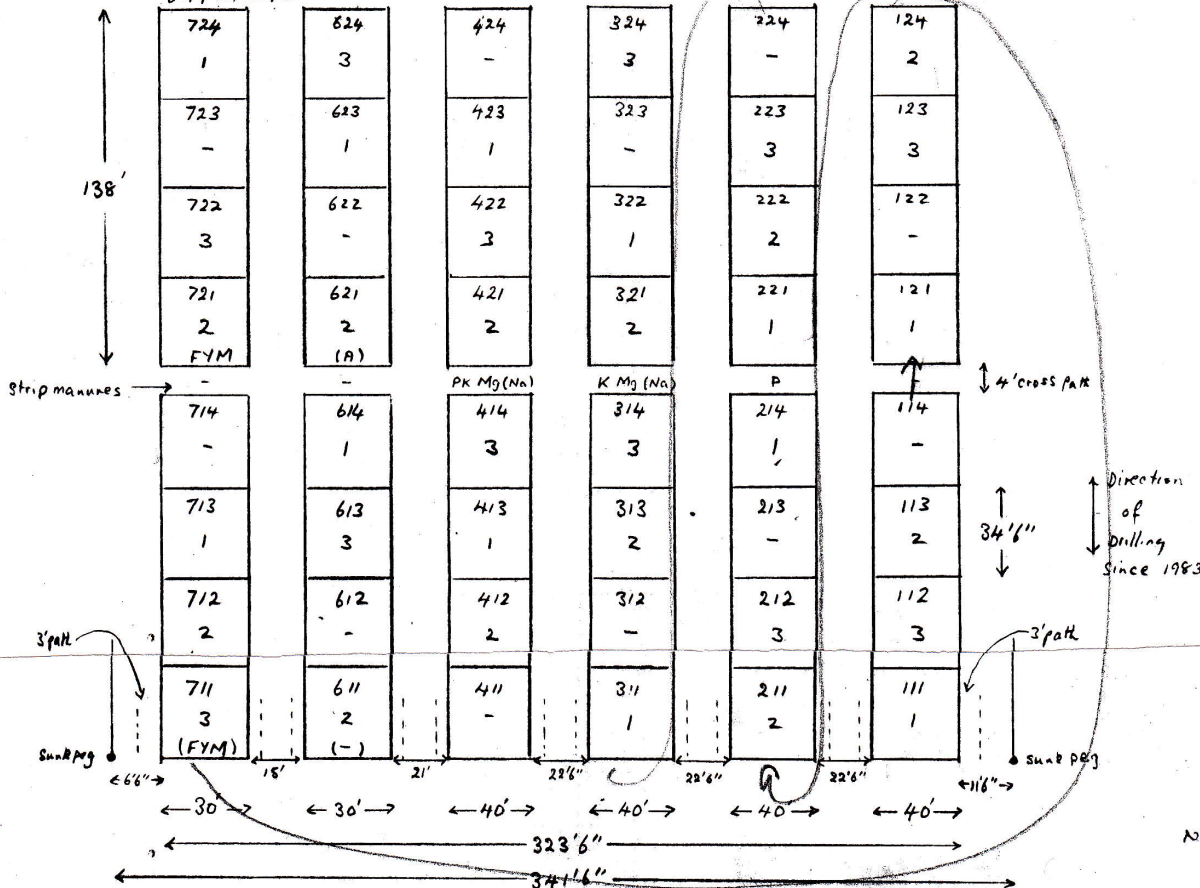 724 624 424 324 224 124
1 3 - 3 - 2
723 623 423 323 223 123
- 1 1 - 3 3
138'
722 622 422 322 222 122
3 - 3 1 2 -
721 621 421 321 221 121
2 2 2 2 1 1
FYM (A)
Strip manures - - PK Mg(Na) K Mg(Na) P - 4' cross path
714 614 414 314 214 114
- 1 3 3 1 -
713 613 413 313 213 113
1 3 1 2 - 2
34'6"
Direction
of
Drilling
Since 1983
712 612 412 312 212 112
2 - 2 - 3 3
3' path 3' path
711 611 411 311 211 111
3 2 - 1 2 1
(FYM) (-)
sunk peg sunk peg
6'6" 15' 21' 22'6" 22'6" 22'6" 11'6"
30' 30' 40' 40' 40' 40'
323'6"
341'6"
N